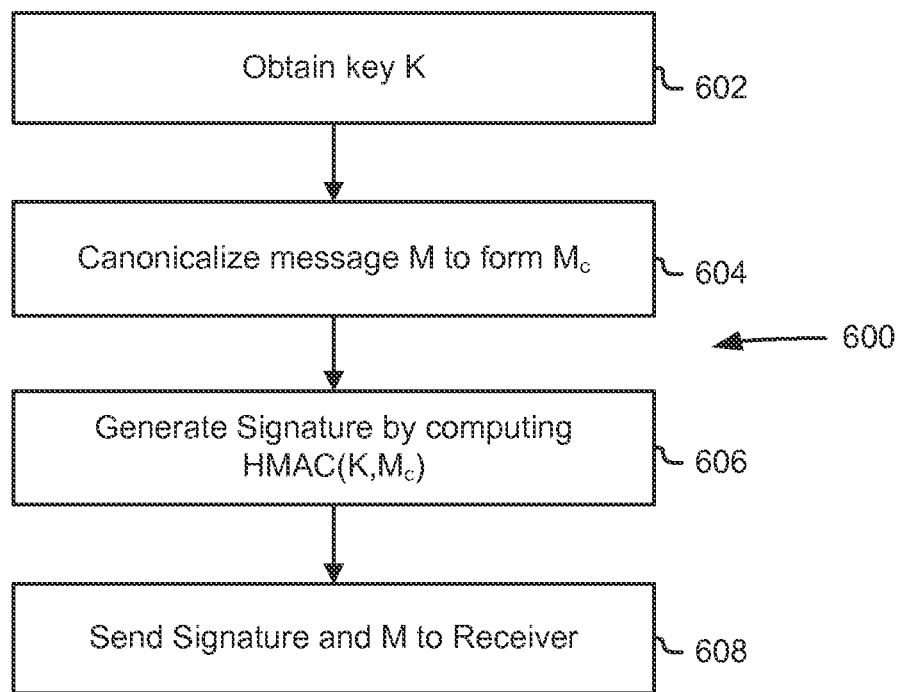 Obtain key K
602
Canonicalize message M to form Mc
604
600
Generate Signature by computing
HMAC(K,Mc)
606
Send Signature and M to Receiver
608